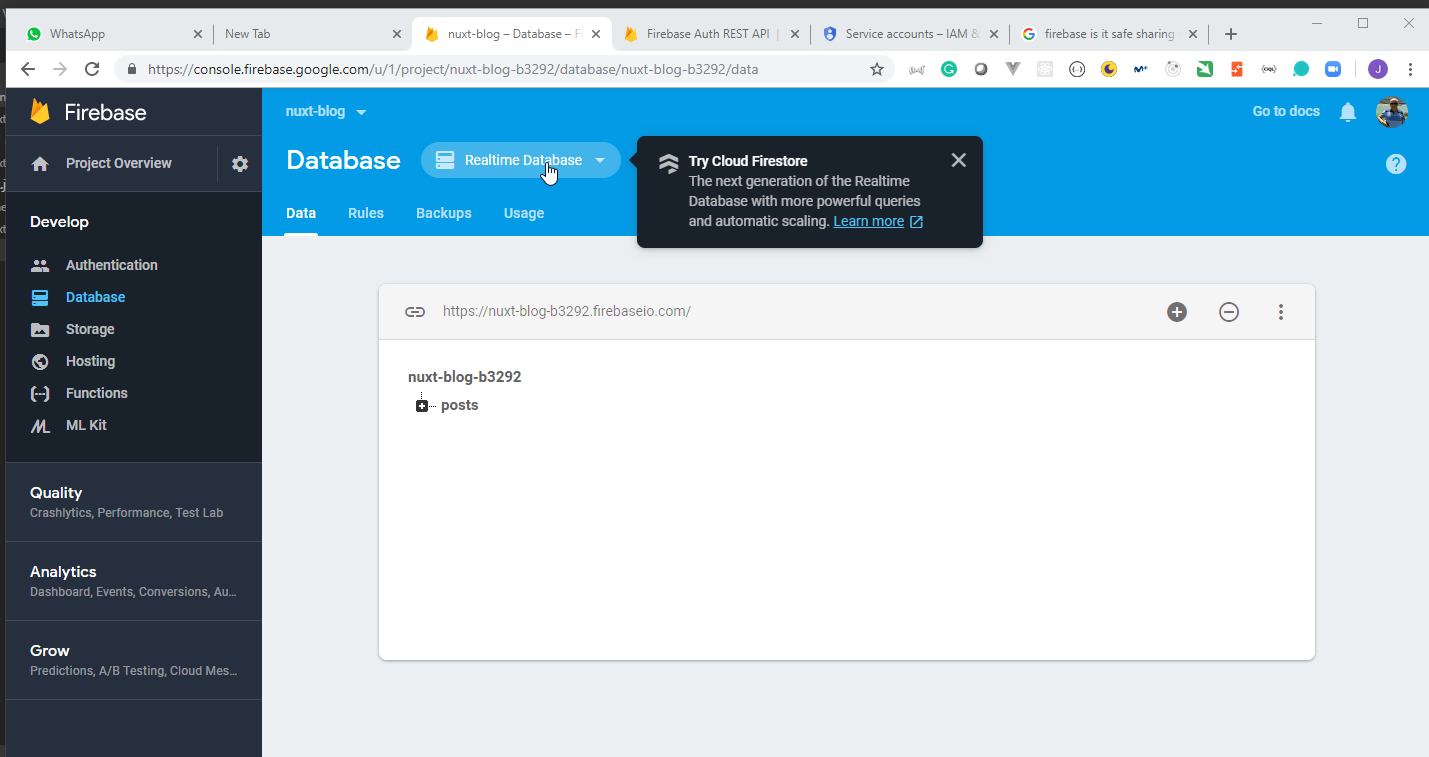 WhatsApp
New Tab
nuxt-blog – Database – Fi
Firebase Auth REST API
Service accounts – IAM &
firebase is it safe sharing
https://console.firebase.google.com/u/1/project/nuxt-blog-b3292/database/nuxt-blog-b3292/data
J
Firebase
nuxt-blog
Go to docs
Project Overview
Database
Realtime Database
Try Cloud Firestore
The next generation of the Realtime
Database with more powerful queries
and automatic scaling. Learn more
?
Data
Rules
Backups
Usage
Develop
Authentication
Database
Storage
Hosting
Functions
ML Kit
https://nuxt-blog-b3292.firebaseio.com/
nuxt-blog-b3292
posts
Quality
Crashlytics, Performance, Test Lab
Analytics
Dashboard, Events, Conversions, Au...
Grow
Predictions, A/B Testing, Cloud Mes...